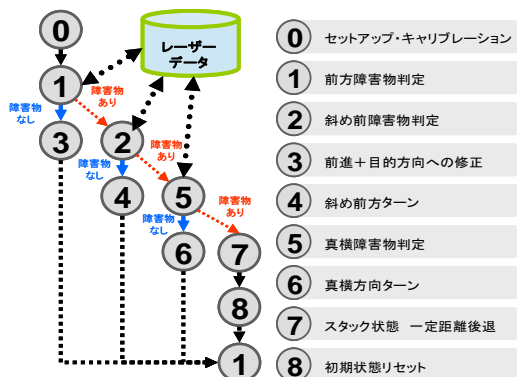 0
レーザー
データ
1
障害物
あり
障害物
なし
3
2
障害物
あり
障害物
なし
4
5
障害物
あり
障害物
なし
6
7
8
1
0 セットアップ・キャリブレーション
1 前方障害物判定
2 斜め前障害物判定
3 前進＋目的方向への修正
4 斜め前方ターン
5 真横障害物判定
6 真横方向ターン
7 スタック状態 一定距離後退
8 初期状態リセット